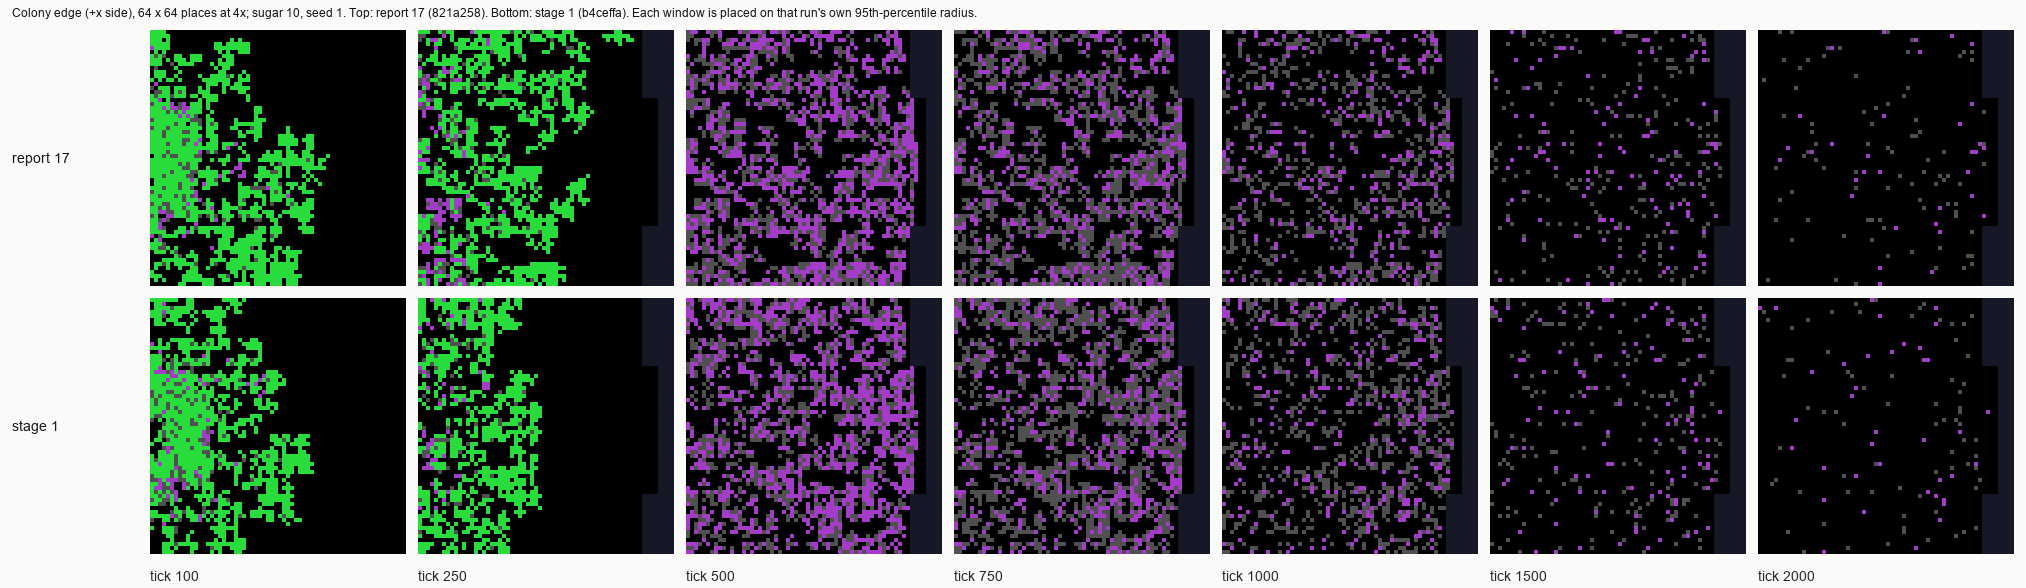 Colony edge (+x side), 64 x 64 places at 4x; sugar 10, seed 1. Top: report 17 (821a258). Bottom: stage 1 (b4ceffa). Each window is placed on that run's own 95th-percentile radius.
report 17
stage 1
tick 100
tick 250
tick 500
tick 750
tick 1000
tick 1500
tick 2000